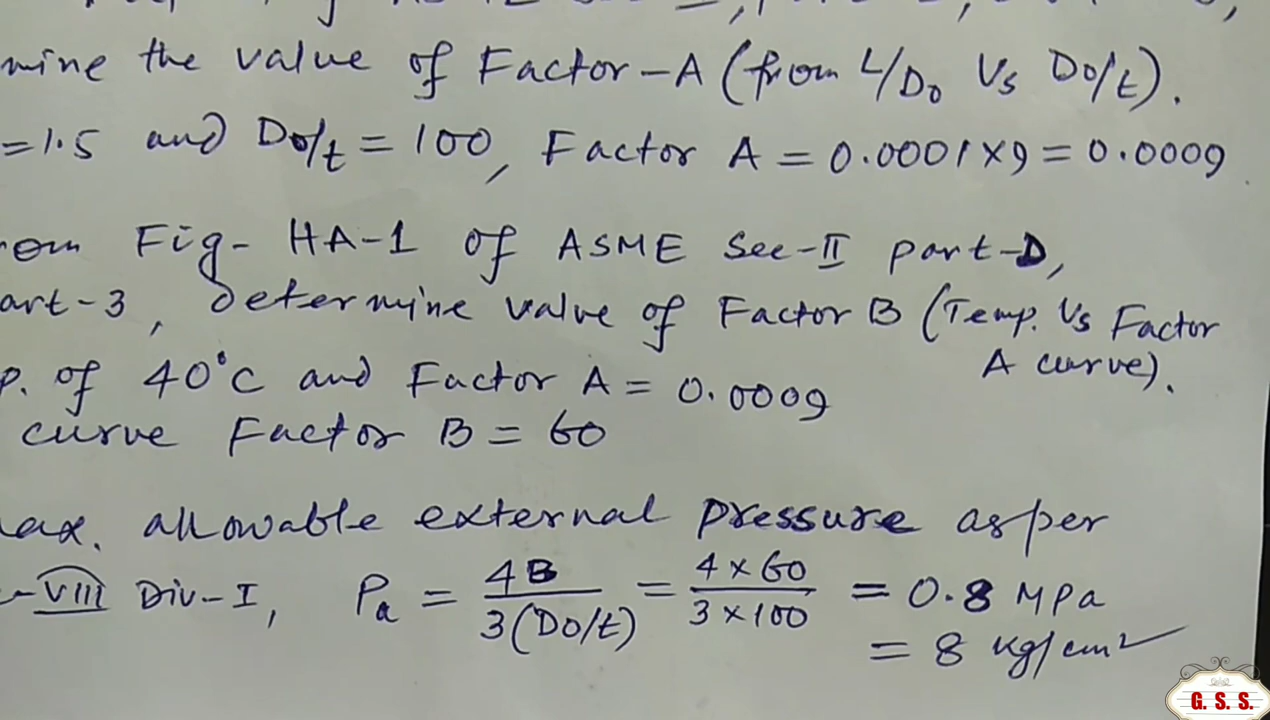 mine the value of Factor-A (from L/Do Vs Do/t).
=1.5 and Do/t = 100, Factor A = 0.0001×9 = 0.0009
rom Fig- HA-1 of ASME Sec-II part-D,
art-3, determine value of Factor B (Temp. Vs Factor
A curve).
p. of 40°C and Factor A = 0.0009
curve Factor B = 60
ax. allowable external pressure as per
-VIII Div-I, Pa = 4B / 3(Do/t) = 4 × 60 / 3 × 100 = 0.8 MPa
= 8 kg/cm²
G. S. S.